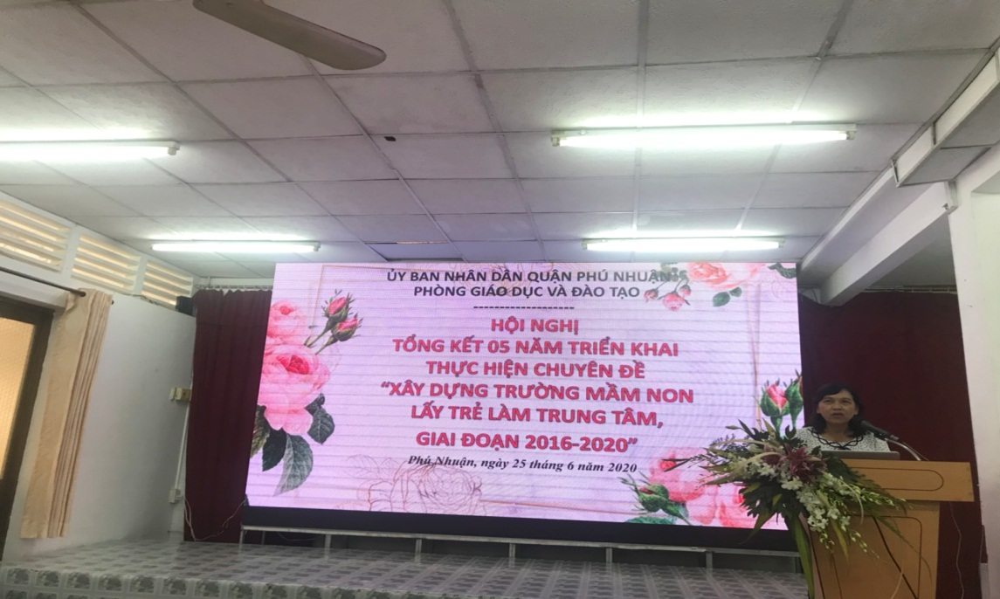 ỦY BAN NHÂN DÂN QUẬN PHÚ NHUẬN
PHÒNG GIÁO DỤC VÀ ĐÀO TẠO
-------------------
HỘI NGHỊ
TỔNG KẾT 05 NĂM TRIỂN KHAI
THỰC HIỆN CHUYÊN ĐỀ
“XÂY DỰNG TRƯỜNG MẦM NON
LẤY TRẺ LÀM TRUNG TÂM,
GIAI ĐOẠN 2016-2020”
Phú Nhuận, ngày 25 tháng 6 năm 2020